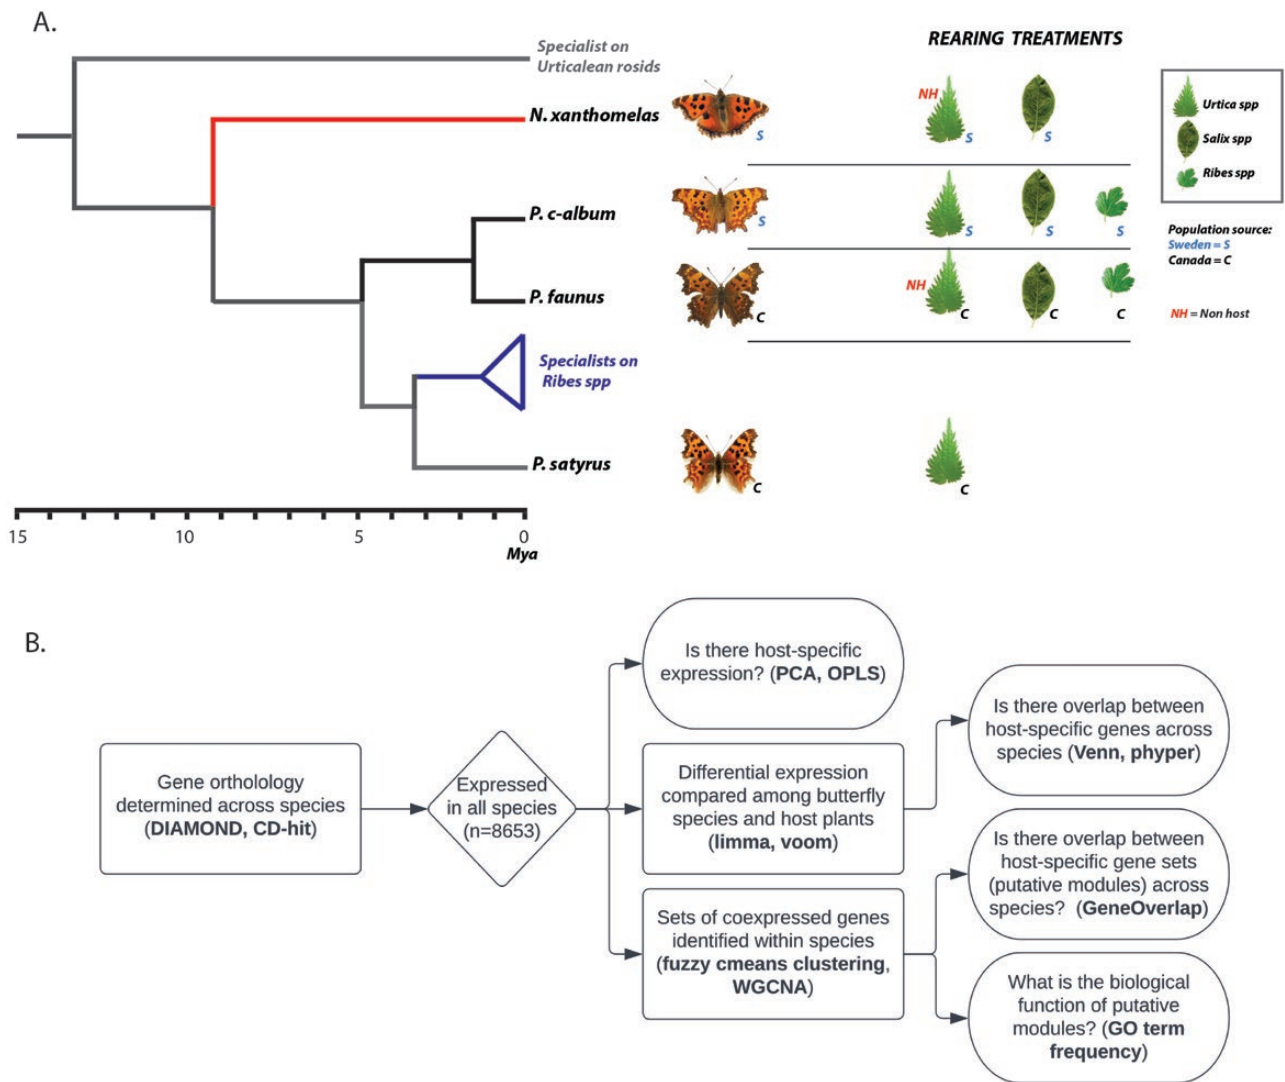 A.
Specialist on
Urticalean rosids
REARING TREATMENTS
N. xanthomelas
S
NH
S
S
Urtica spp
Salix spp
Ribes spp
P. c-album
S
S
S
S
Population source:
Sweden = S
Canada = C
P. faunus
C
NH
C
C
C
NH = Non host
Specialists on
Ribes spp
P. satyrus
C
C
15
10
5
0
Mya
B.
Is there host-specific
expression? (PCA, OPLS)
Gene ortholology
determined across species
(DIAMOND, CD-hit)
Expressed
in all species
(n=8653)
Differential expression
compared among butterfly
species and host plants
(limma, voom)
Is there overlap between
host-specific genes across
species (Venn, phyper)
Sets of coexpressed genes
identified within species
(fuzzy cmeans clustering,
WGCNA)
Is there overlap between
host-specific gene sets
(putative modules) across
species? (GeneOverlap)
What is the biological
function of putative
modules? (GO term
frequency)